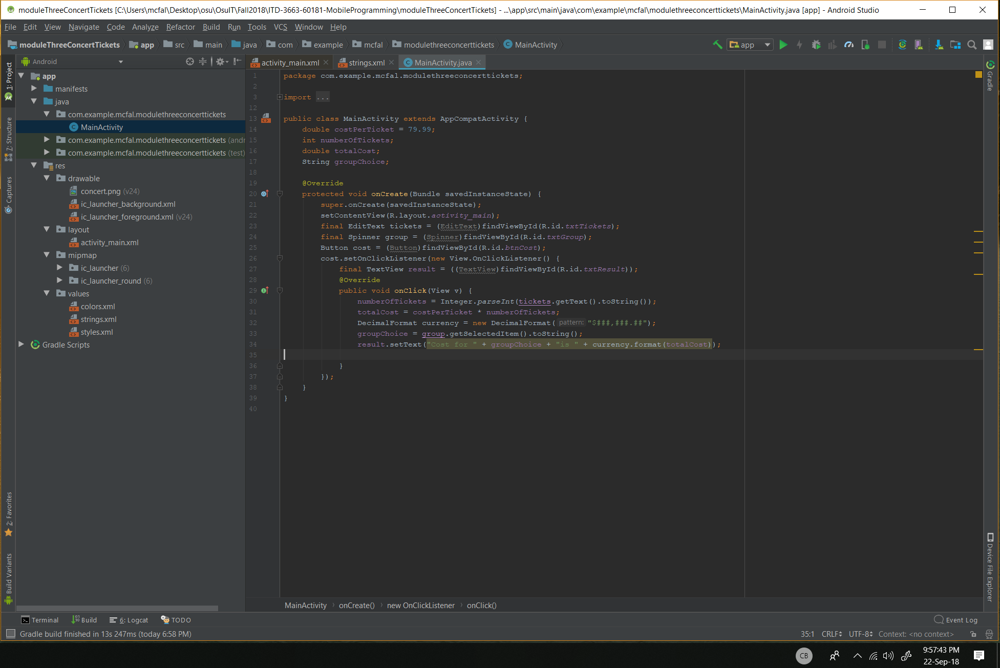 moduleThreeConcertTickets [C:\Users\mcfal\Desktop\osu\OsuIT\Fall2018\ITD-3663-60181-MobileProgramming\moduleThreeConcertTickets] - ...\app\src\main\java\com\example\mcfal\modulethreeconcerttickets\MainActivity.java [app] - Android Studio
File Edit View Navigate Code Analyze Refactor Build Run Tools VCS Window Help
moduleThreeConcertTickets app src main java com example mcfal modulethreeconcerttickets MainActivity app
Android
activity_main.xml strings.xml MainActivity.java
1: Project
7: Structure
Captures
2: Favorites
Build Variants
app
manifests
java
com.example.mcfal.modulethreeconcerttickets
MainActivity
com.example.mcfal.modulethreeconcerttickets (andr
com.example.mcfal.modulethreeconcerttickets (test)
res
drawable
concert.png (v24)
ic_launcher_background.xml
ic_launcher_foreground.xml (v24)
layout
activity_main.xml
mipmap
ic_launcher (6)
ic_launcher_round (6)
values
colors.xml
strings.xml
styles.xml
Gradle Scripts
1 package com.example.mcfal.modulethreeconcerttickets;
2
3 import ...
12
13 public class MainActivity extends AppCompatActivity {
14 double costPerTicket = 79.99;
15 int numberOfTickets;
16 double totalCost;
17 String groupChoice;
18
19 @Override
20 protected void onCreate(Bundle savedInstanceState) {
21 super.onCreate(savedInstanceState);
22 setContentView(R.layout.activity_main);
23 final EditText tickets = (EditText)findViewById(R.id.txtTickets);
24 final Spinner group = (Spinner)findViewById(R.id.txtGroup);
25 Button cost = (Button)findViewById(R.id.btnCost);
26 cost.setOnClickListener(new View.OnClickListener() {
27 final TextView result = ((TextView)findViewById(R.id.txtResult));
28 @Override
29 public void onClick(View v) {
30 numberOfTickets = Integer.parseInt(tickets.getText().toString());
31 totalCost = costPerTicket * numberOfTickets;
32 DecimalFormat currency = new DecimalFormat( pattern: "$###,###.##");
33 groupChoice = group.getSelectedItem().toString();
34 result.setText("Cost for " + groupChoice + "is " + currency.format(totalCost));
35
36 }
37 });
38 }
39 }
40
Gradle
Device File Explorer
MainActivity onCreate() new OnClickListener onClick()
Terminal Build 6: Logcat TODO Event Log
Gradle build finished in 13s 247ms (today 6:58 PM) 35:1 CRLF UTF-8 Context: <no context>
CB
9:57:43 PM
22-Sep-18